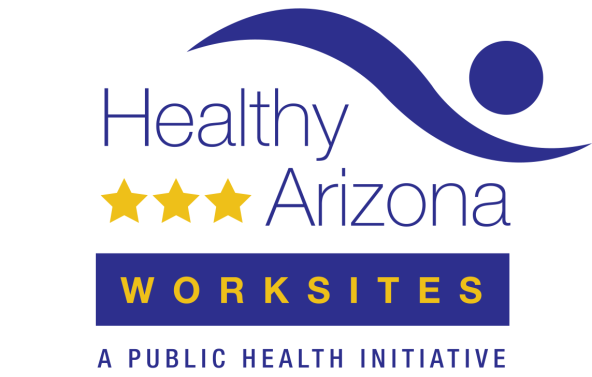 Healthy
Arizona
WORKSITES
A PUBLIC HEALTH INITIATIVE